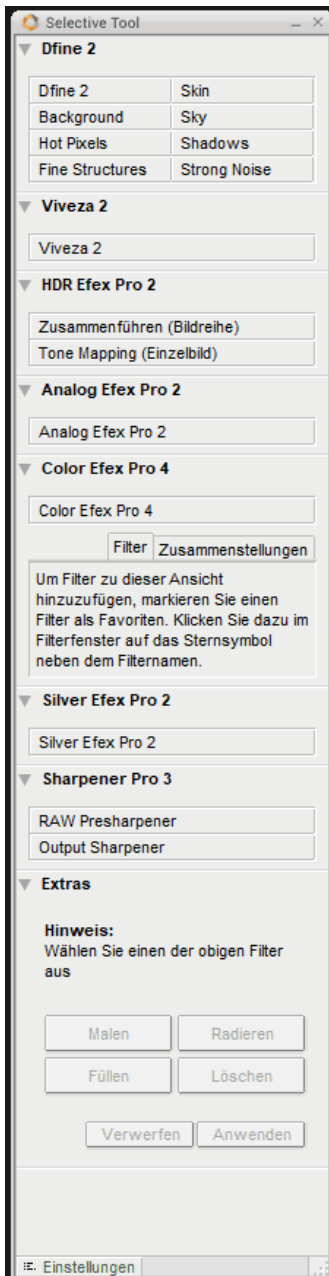 Selective Tool
Dfine 2
Dfine 2 Skin
Background Sky
Hot Pixels Shadows
Fine Structures Strong Noise
Viveza 2
Viveza 2
HDR Efex Pro 2
Zusammenführen (Bildreihe)
Tone Mapping (Einzelbild)
Analog Efex Pro 2
Analog Efex Pro 2
Color Efex Pro 4
Color Efex Pro 4
Filter Zusammenstellungen
Um Filter zu dieser Ansicht
hinzuzufügen, markieren Sie einen
Filter als Favoriten. Klicken Sie dazu im
Filterfenster auf das Sternsymbol
neben dem Filternamen.
Silver Efex Pro 2
Silver Efex Pro 2
Sharpener Pro 3
RAW Presharpener
Output Sharpener
Extras
Hinweis:
Wählen Sie einen der obigen Filter
aus
Malen Radieren
Füllen Löschen
Verwerfen Anwenden
Einstellungen